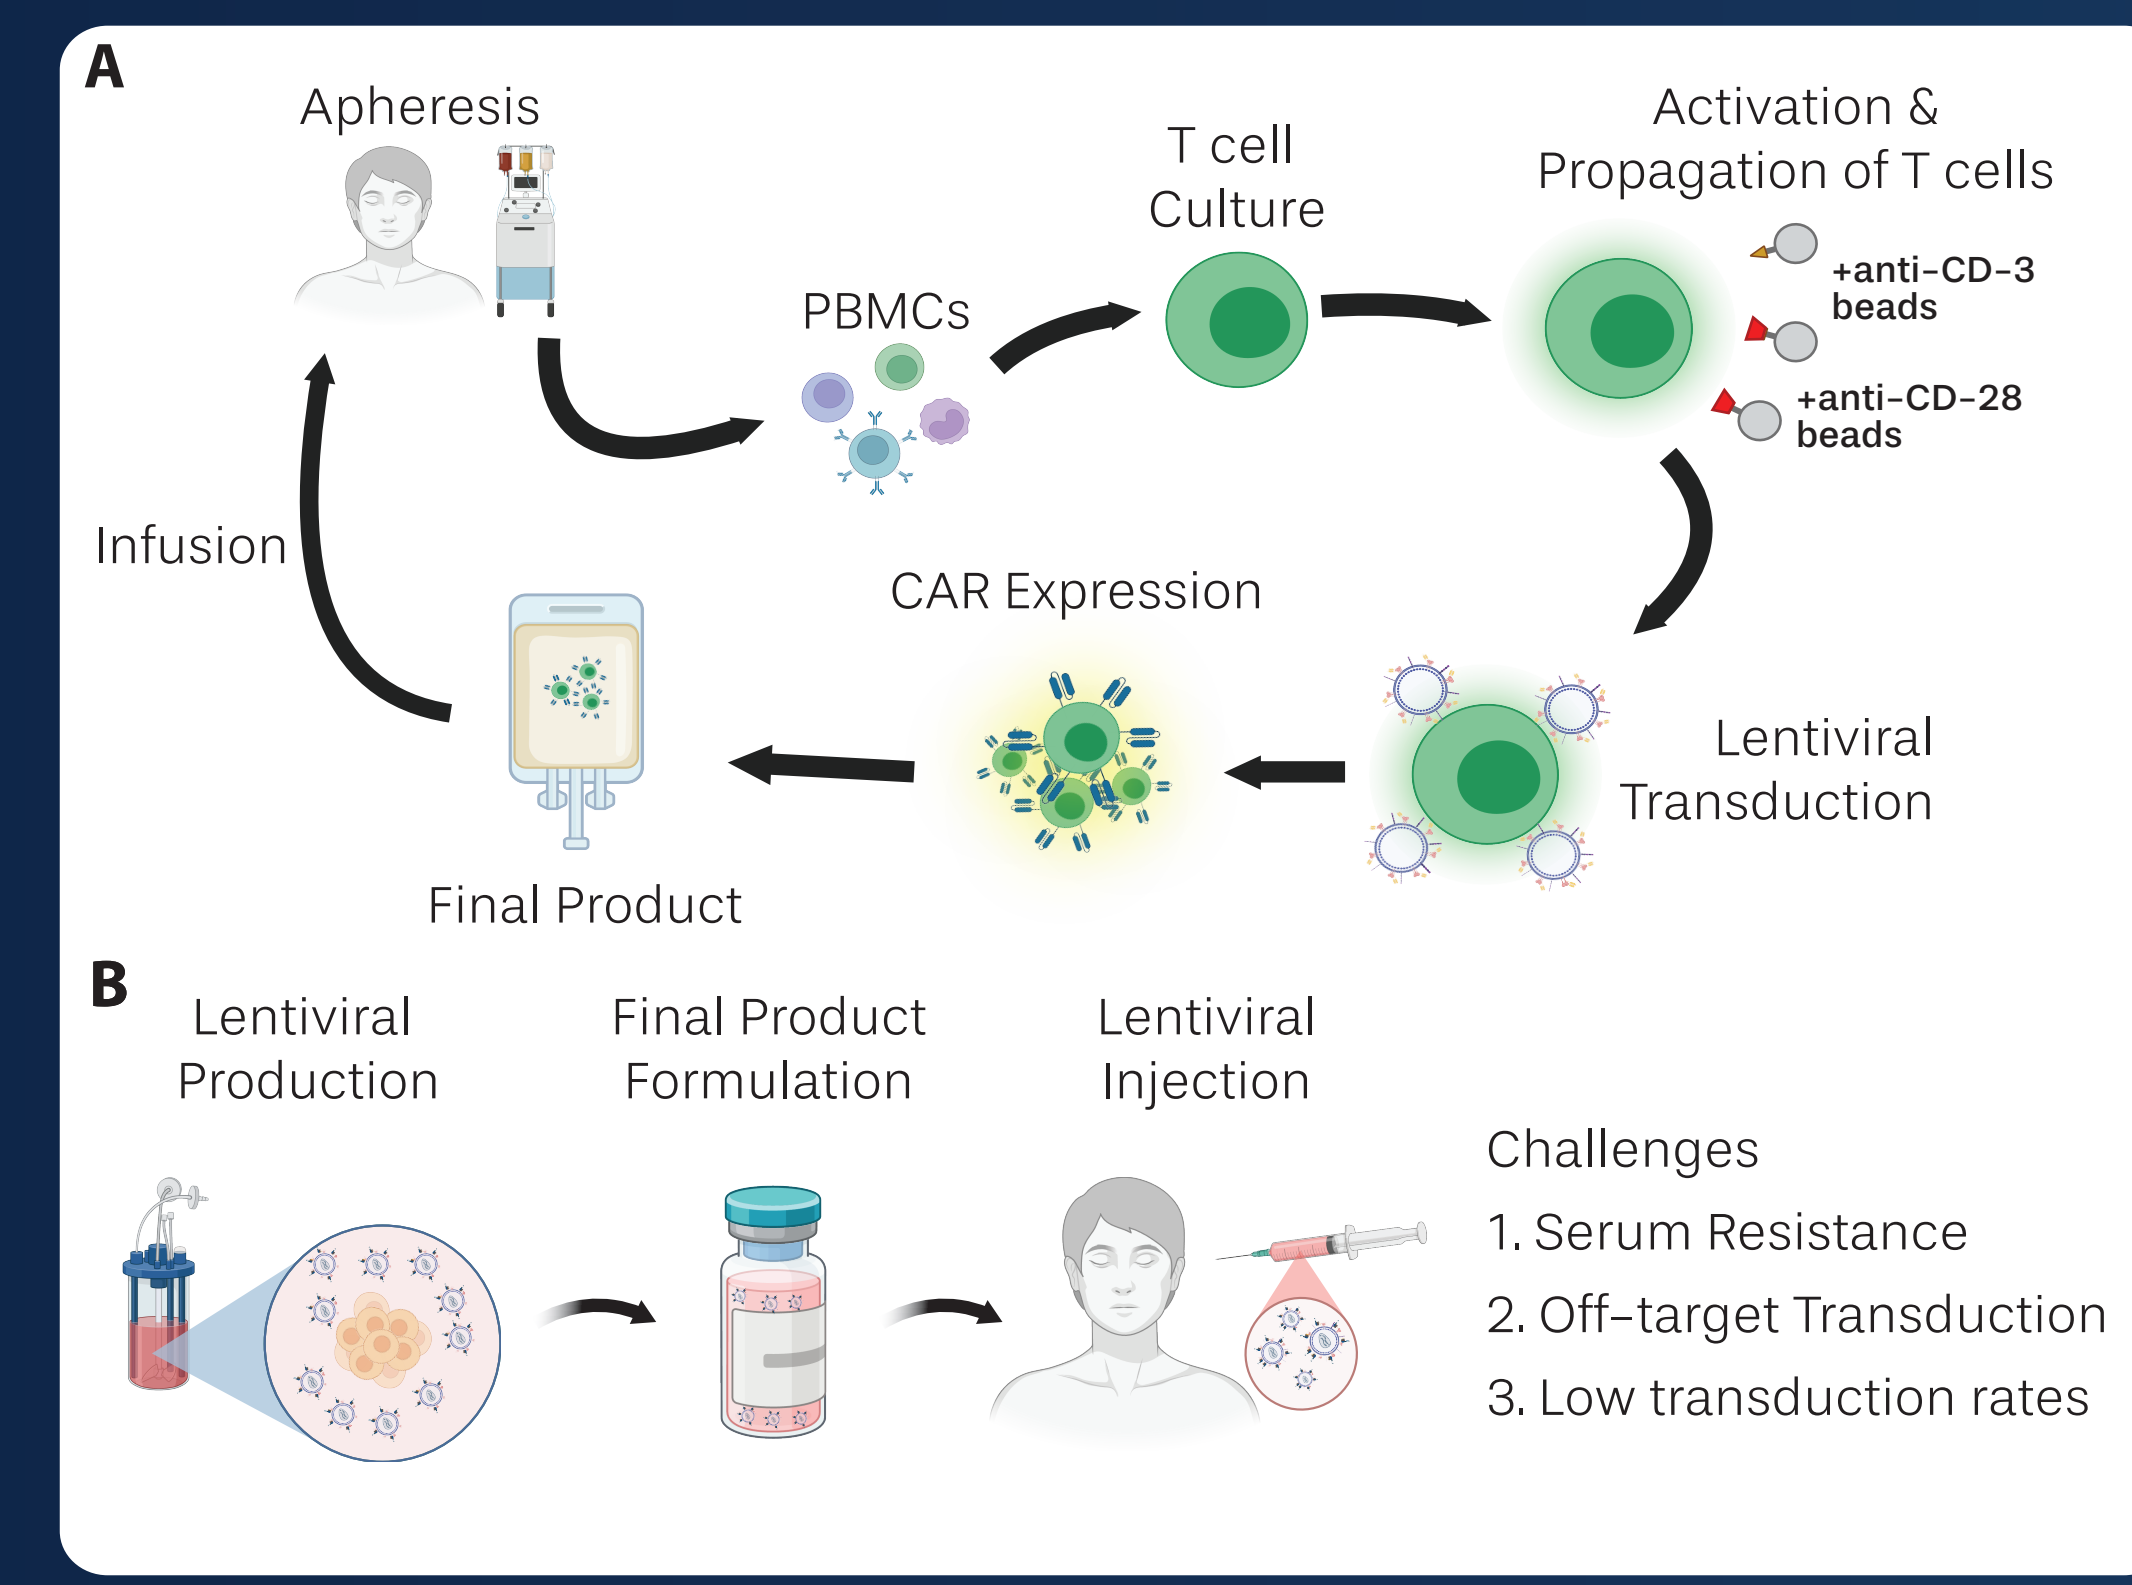 A
Apheresis
PBMCs
T cell
Culture
Activation &
Propagation of T cells
+anti-CD-3
beads
+anti-CD-28
beads
Lentiviral
Transduction
CAR Expression
Final Product
Infusion
B
Lentiviral
Production
Final Product
Formulation
Lentiviral
Injection
Challenges
1. Serum Resistance
2. Off-target Transduction
3. Low transduction rates